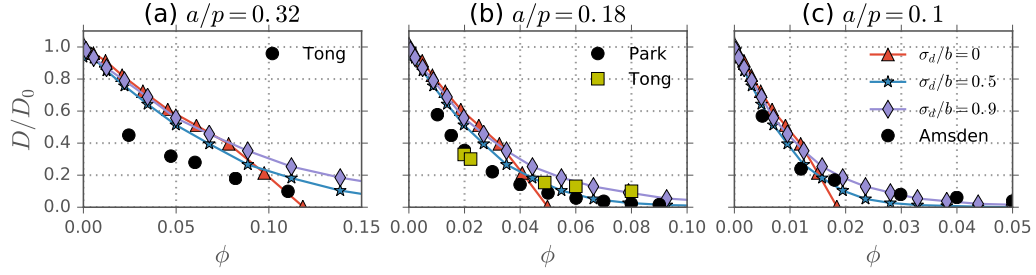 (a) a/p = 0.32
(b) a/p = 0.18
(c) a/p = 0.1
D/D₀
1.0
0.8
0.6
0.4
0.2
0.0
Tong
Park
Tong
σ_d/b = 0
σ_d/b = 0.5
σ_d/b = 0.9
Amsden
0.00 0.05 0.10 0.15
0.00 0.02 0.04 0.06 0.08 0.10
0.00 0.01 0.02 0.03 0.04 0.05
ϕ
ϕ
ϕ